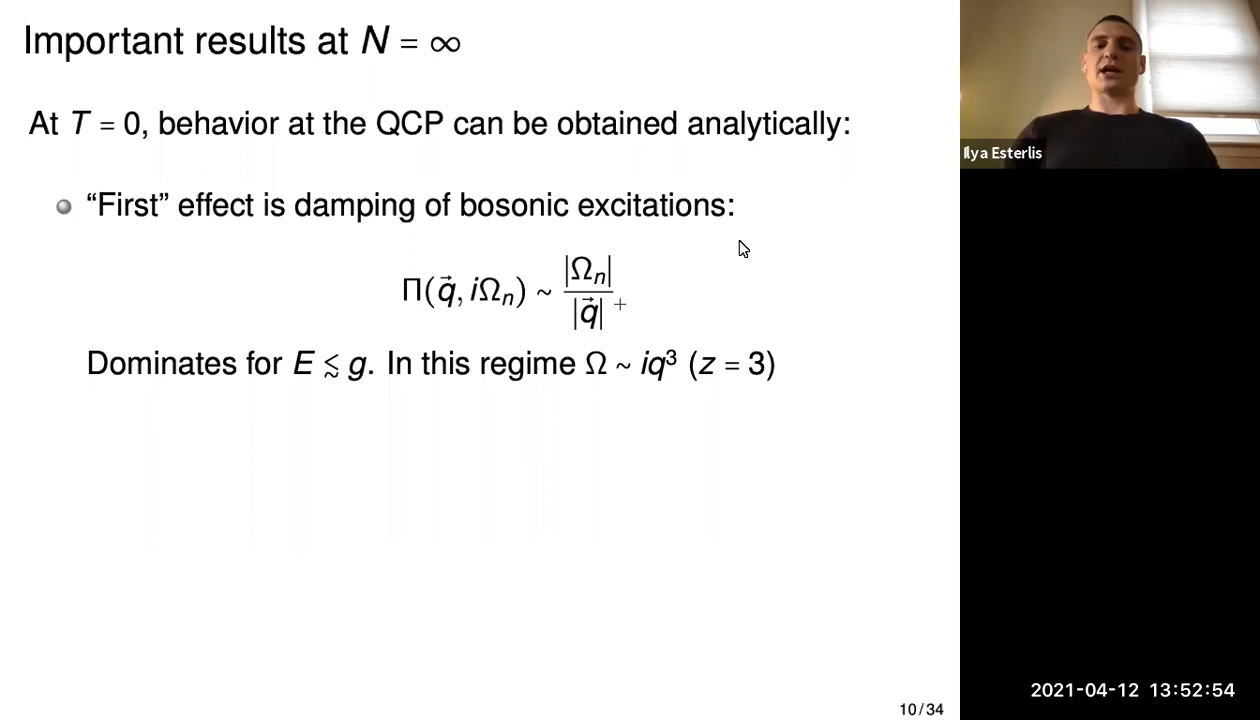 Important results at N = ∞
At T = 0, behavior at the QCP can be obtained analytically:
“First” effect is damping of bosonic excitations:
Π(q⃗, iΩₙ) ~ |Ωₙ| / |q⃗| +
Dominates for E ≲ g. In this regime Ω ~ iq³ (z = 3)
10/34
Ilya Esterlis
2021-04-12 13:52:54